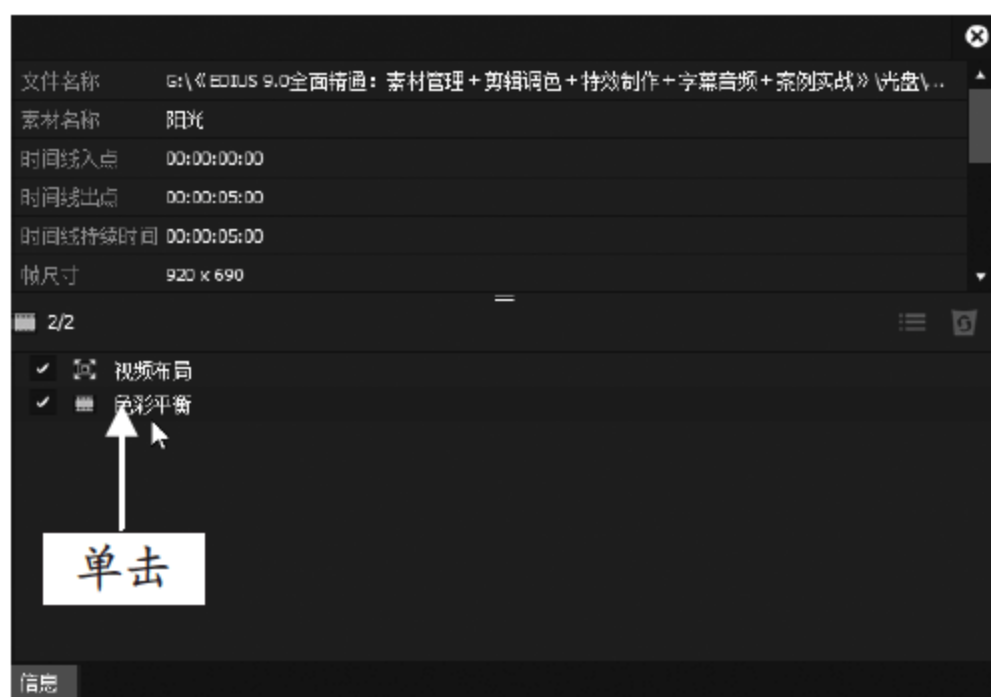 文件名称 G:\《EDIUS 9.0全面精通：素材管理+剪辑调色+特效制作+字幕音频+案例实战》\光盘\...
素材名称 阳光
时间线入点 00:00:00:00
时间线出点 00:00:05:00
时间线持续时间 00:00:05:00
帧尺寸 920 x 690
2/2
视频布局
色彩平衡
单击
信息